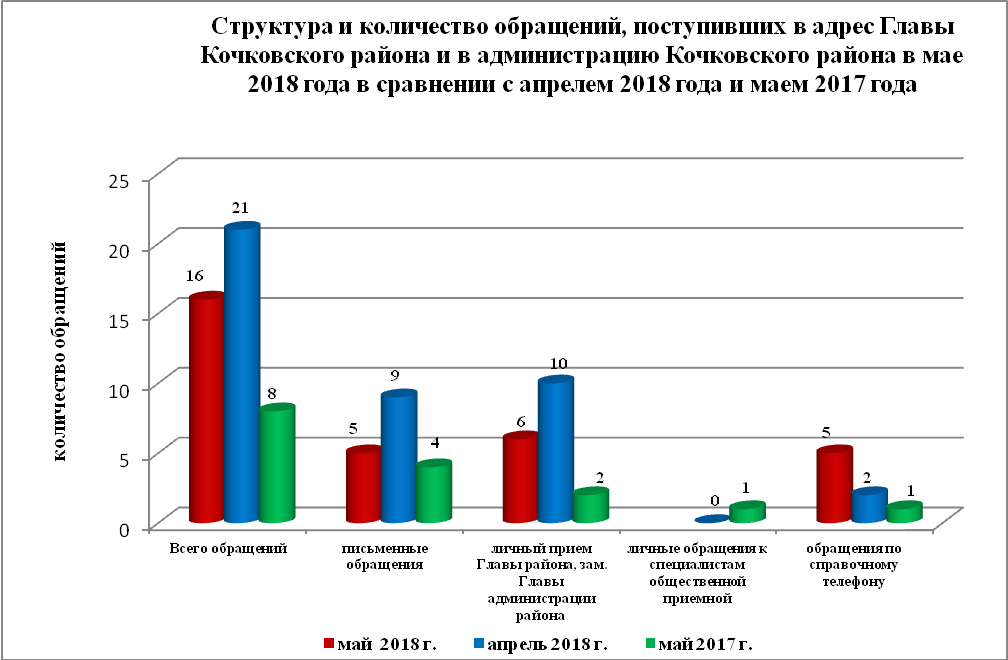 Структура и количество обращений, поступивших в адрес Главы
Кочковского района и в администрацию Кочковского района в мае
2018 года в сравнении с апрелем 2018 года и маем 2017 года
количество обращений
25
20
15
10
5
0
16
21
8
5
9
4
6
10
2
0
1
5
2
1
Всего обращений
письменные
обращения
личный прием
Главы района, зам.
Главы
администрации
района
личные обращения к
специалистам
общественной
приемной
обращения по
справочному
телефону
май 2018 г.
апрель 2018 г.
май 2017 г.